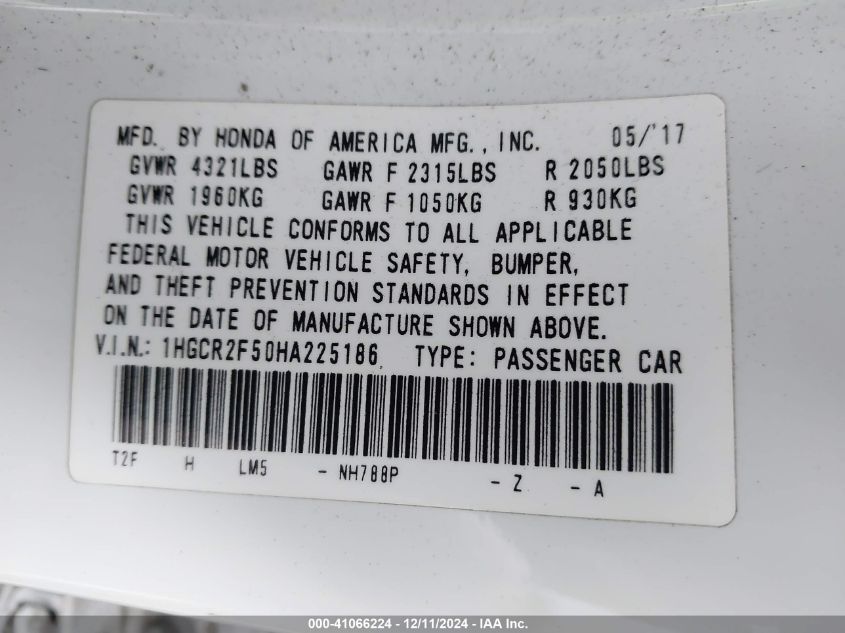 MFD. BY HONDA OF AMERICA MFG., INC. 05/'17
GVWR 4321LBS GAWR F 2315LBS R 2050LBS
GVWR 1960KG GAWR F 1050KG R 930KG
THIS VEHICLE CONFORMS TO ALL APPLICABLE
FEDERAL MOTOR VEHICLE SAFETY, BUMPER,
AND THEFT PREVENTION STANDARDS IN EFFECT
ON THE DATE OF MANUFACTURE SHOWN ABOVE.
V.I.N.: 1HGCR2F50HA225186 TYPE: PASSENGER CAR
T2F H LM5 - NH788P - Z - A
000-41066224 - 12/11/2024 - IAA Inc.